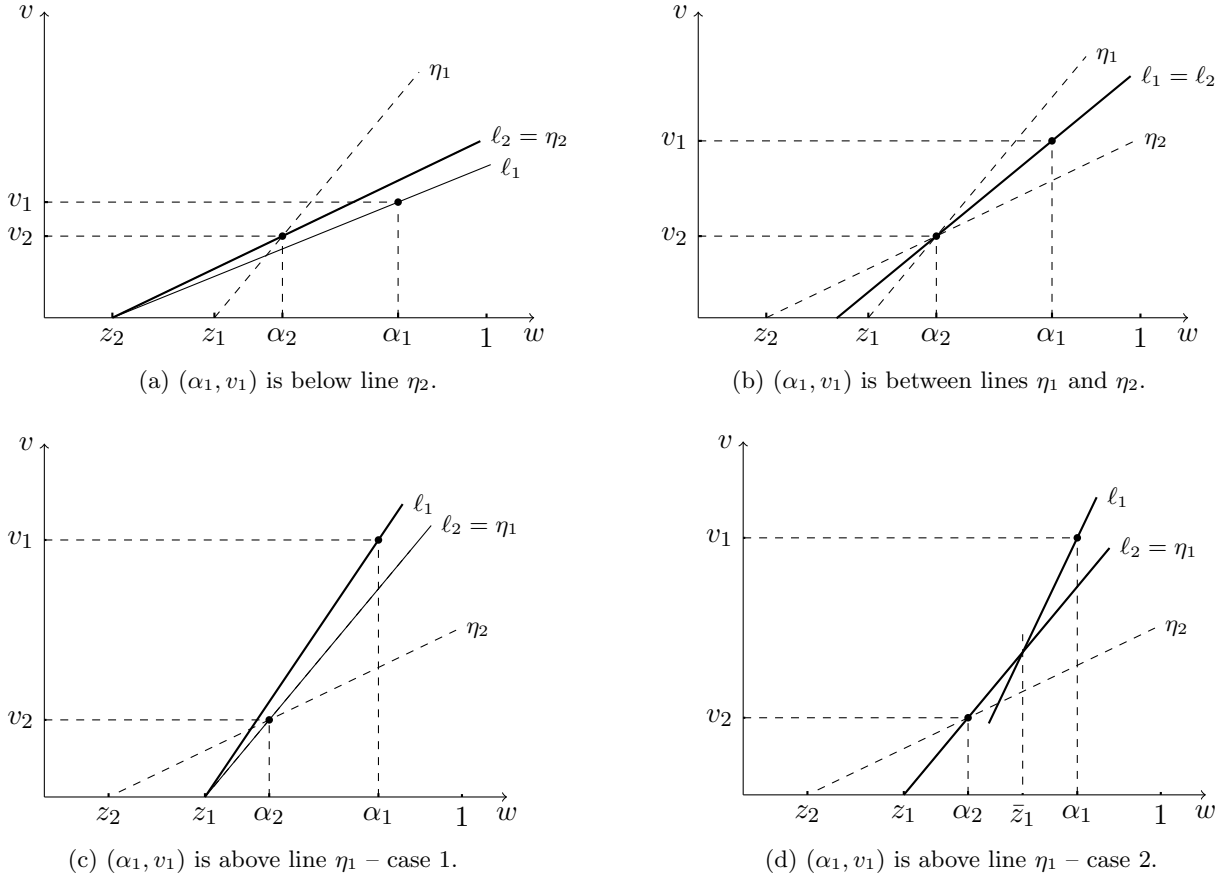 v
η₁
ℓ₂ = η₂
ℓ₁
v₁
v₂
z₂ z₁ α₂ α₁ 1 w
(a) (α₁, v₁) is below line η₂.
v
η₁
ℓ₁ = ℓ₂
η₂
v₁
v₂
z₂ z₁ α₂ α₁ 1 w
(b) (α₁, v₁) is between lines η₁ and η₂.
v
ℓ₁
ℓ₂ = η₁
v₁
η₂
v₂
z₂ z₁ α₂ α₁ 1 w
(c) (α₁, v₁) is above line η₁ – case 1.
v
ℓ₁
v₁
ℓ₂ = η₁
η₂
v₂
z₂ z₁ α₂ z̄₁ α₁ 1 w
(d) (α₁, v₁) is above line η₁ – case 2.